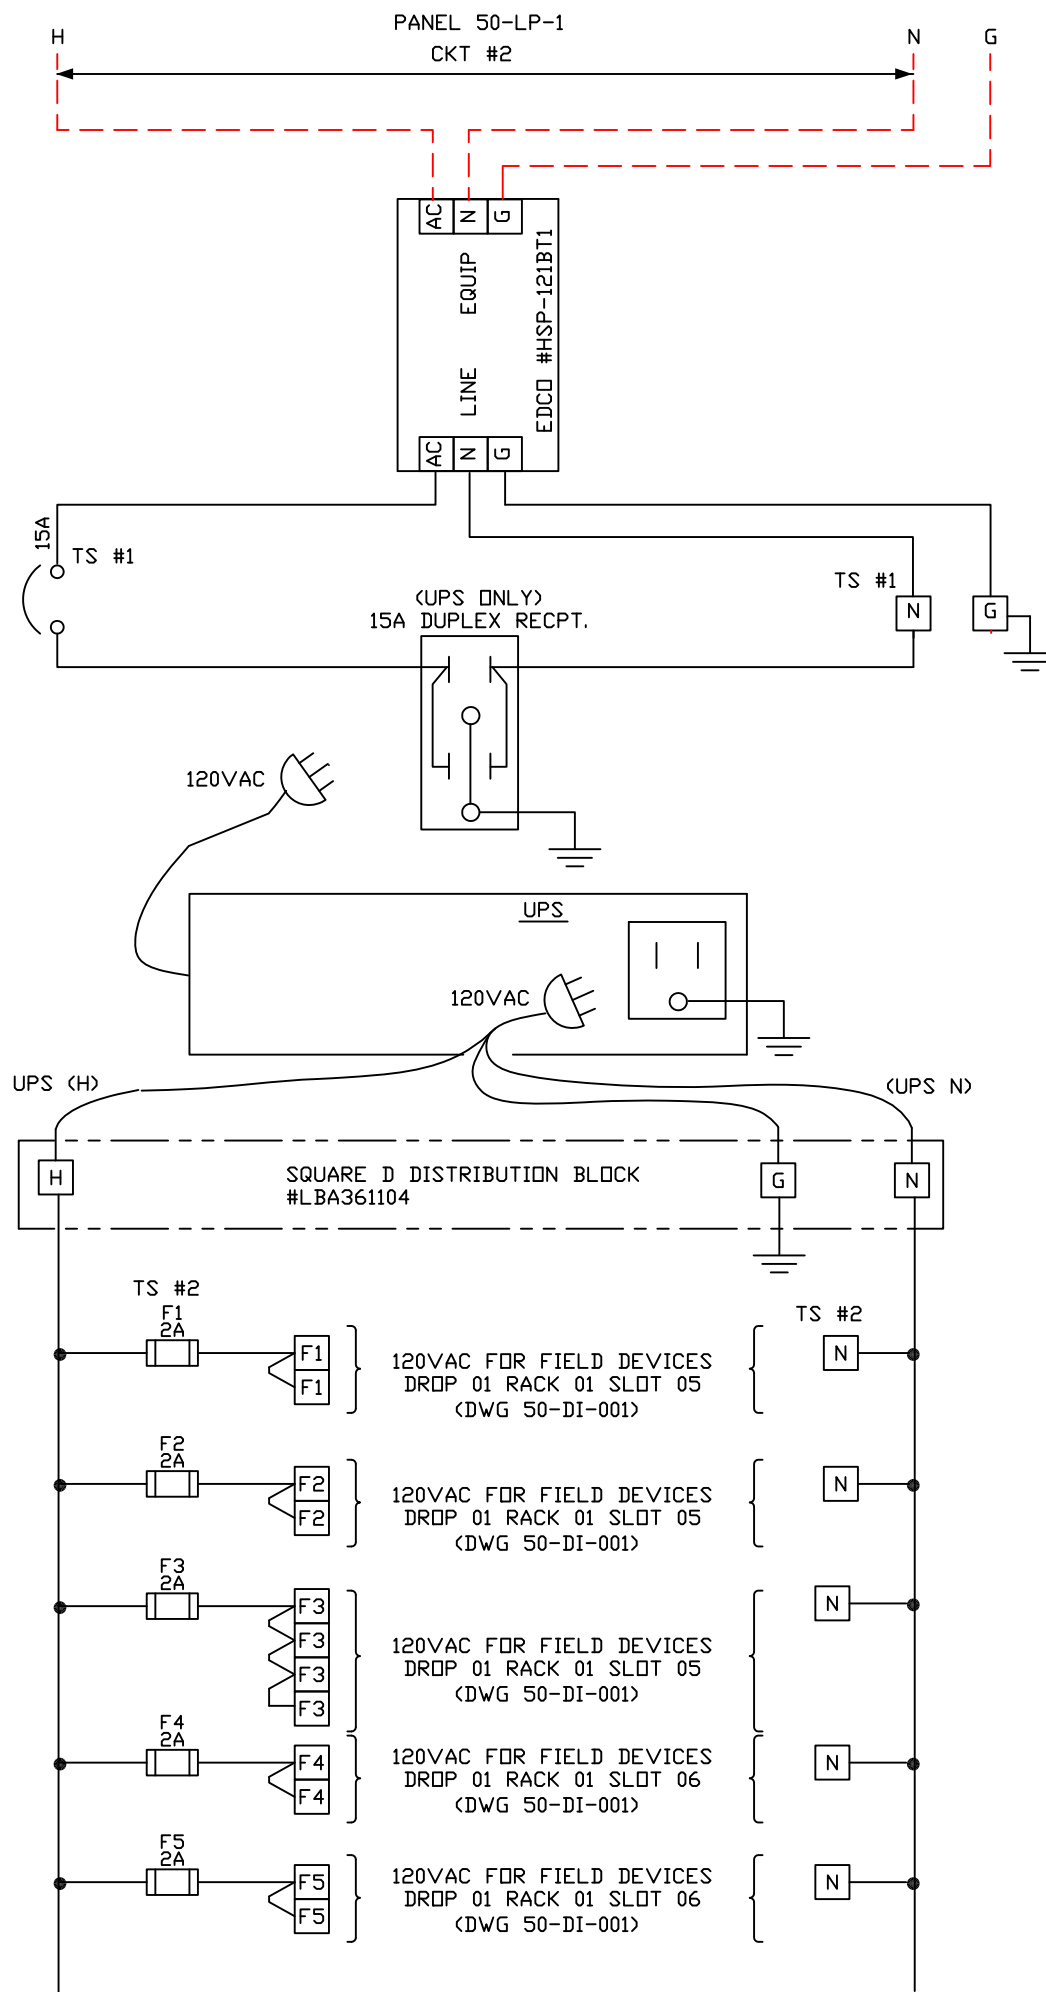 PANEL 50-LP-1
H
N
G
CKT #2
AC
N
G
EQUIP
LINE
EDCO #HSP-121BT1
AC
N
G
15A
TS #1
TS #1
N
G
(UPS ONLY)
15A DUPLEX RECPT.
120VAC
UPS
120VAC
UPS (H)
(UPS N)
H
SQUARE D DISTRIBUTION BLOCK
#LBA361104
G
N
TS #2
TS #2
F1
2A
F1
F1
120VAC FOR FIELD DEVICES
DROP 01 RACK 01 SLOT 05
(DWG 50-DI-001)
N
F2
2A
F2
F2
120VAC FOR FIELD DEVICES
DROP 01 RACK 01 SLOT 05
(DWG 50-DI-001)
N
F3
2A
F3
F3
F3
F3
120VAC FOR FIELD DEVICES
DROP 01 RACK 01 SLOT 05
(DWG 50-DI-001)
N
F4
2A
F4
F4
120VAC FOR FIELD DEVICES
DROP 01 RACK 01 SLOT 06
(DWG 50-DI-001)
N
F5
2A
F5
F5
120VAC FOR FIELD DEVICES
DROP 01 RACK 01 SLOT 06
(DWG 50-DI-001)
N